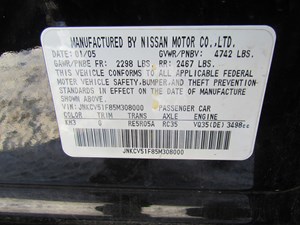 MANUFACTURED BY NISSAN MOTOR CO.,LTD.
DATE: 01/05 GVWR/PNBV: 4742 LBS.
GAWR/PNBE FR: 2298 LBS. RR: 2467 LBS.
THIS VEHICLE CONFORMS TO ALL APPLICABLE FEDERAL
MOTOR VEHICLE SAFETY,BUMPER, AND THEFT PREVENTION
STANDARDS IN EFFECT ON THE DATE OF
MANUFACTURE SHOWN ABOVE.
VIN: JNKCV51F85M308000 PASSENGER CAR
COLOR TRIM TRANS AXLE ENGINE
KH3 G RE5R05A RC35 VQ35(DE) 3498cc
JNKCV51F85M308000